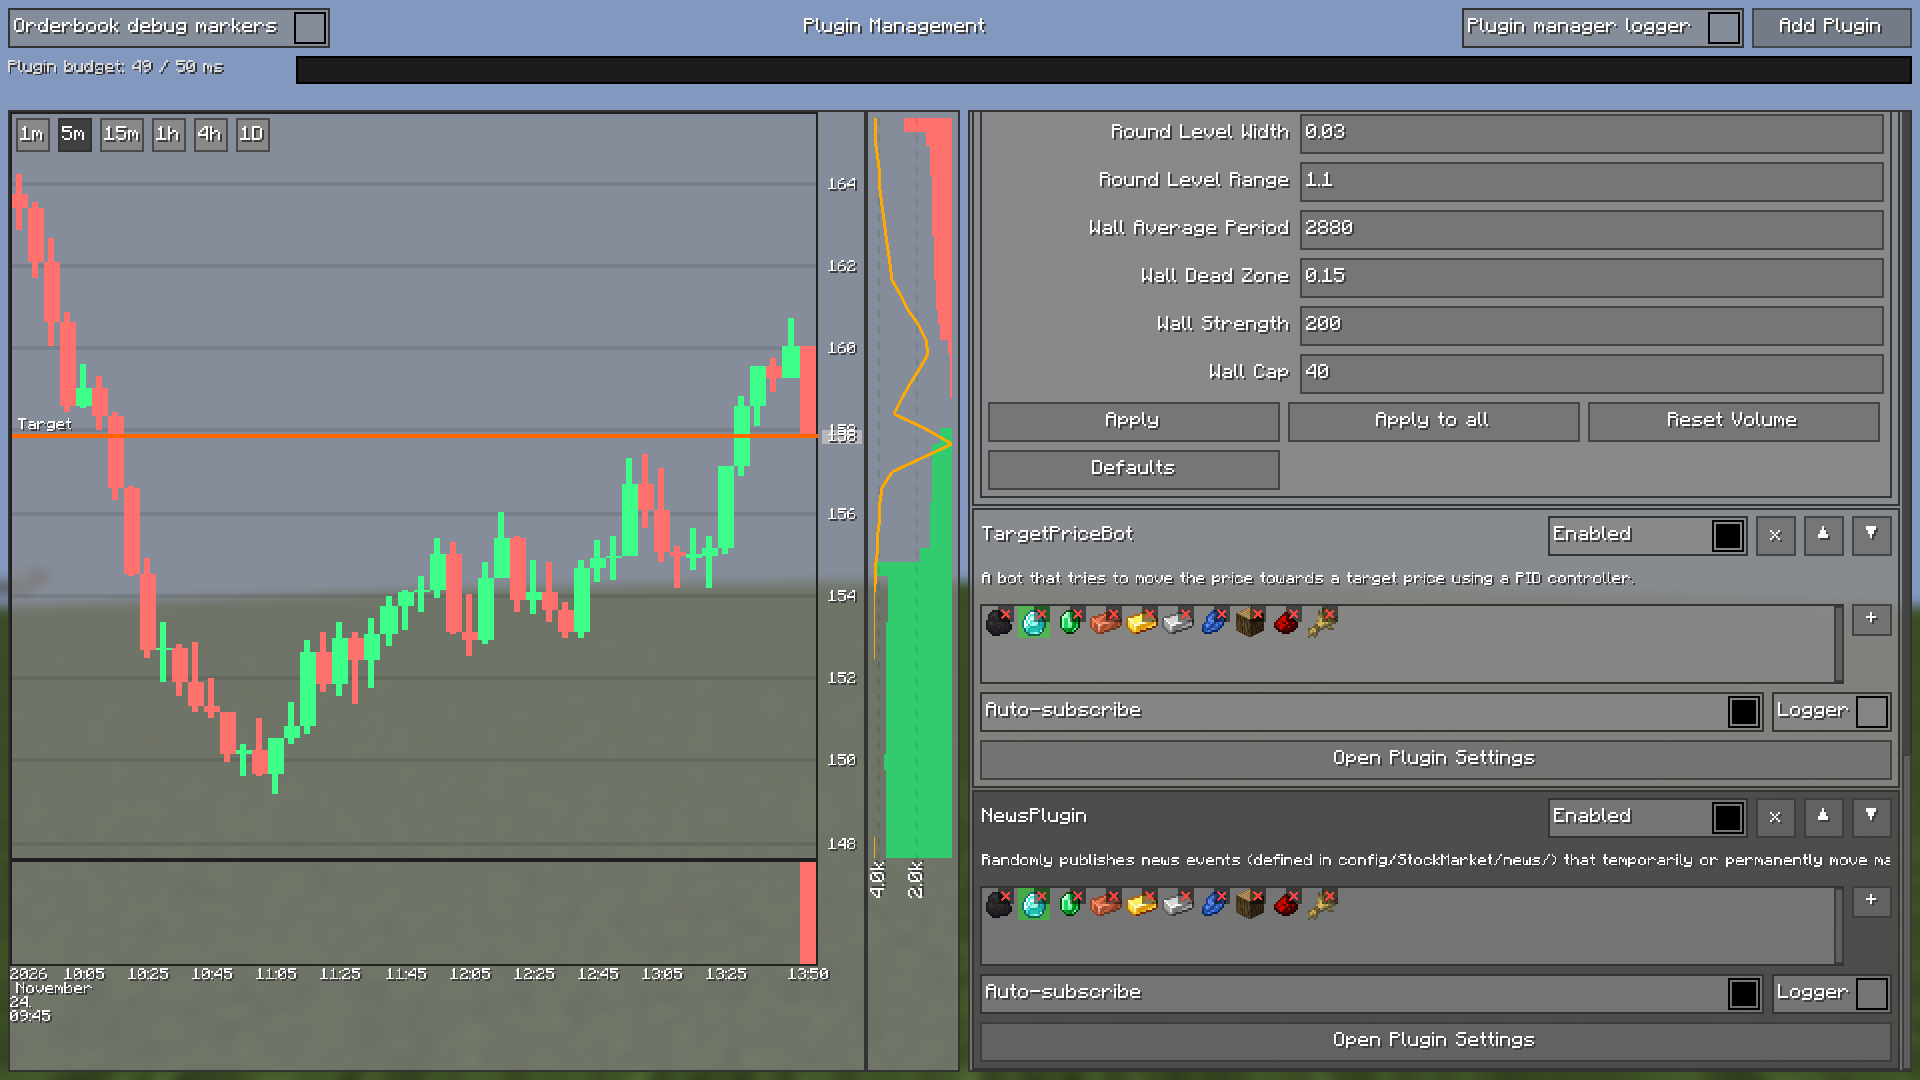 Orderbook debug markers
Plugin Management
Plugin manager logger
Add Plugin
Plugin budget: 49 / 50 ms
1m 5m 15m 1h 4h 1D
164
162
160
158
158
156
154
152
150
148
Target
4.0k
2.0k
2026 10:05 10:25 10:45 11:05 11:25 11:45 12:05 12:25 12:45 13:05 13:25 13:50
November
24.
09:45
Round Level Width 0.03
Round Level Range 1.1
Wall Average Period 2880
Wall Dead Zone 0.15
Wall Strength 200
Wall Cap 40
Apply
Apply to all
Reset Volume
Defaults
TargetPriceBot
Enabled
x ▲ ▼
A bot that tries to move the price towards a target price using a PID controller.
+
Auto-subscribe
Logger
Open Plugin Settings
NewsPlugin
Enabled
x ▲ ▼
Randomly publishes news events (defined in config/StockMarket/news/) that temporarily or permanently move ma
+
Auto-subscribe
Logger
Open Plugin Settings